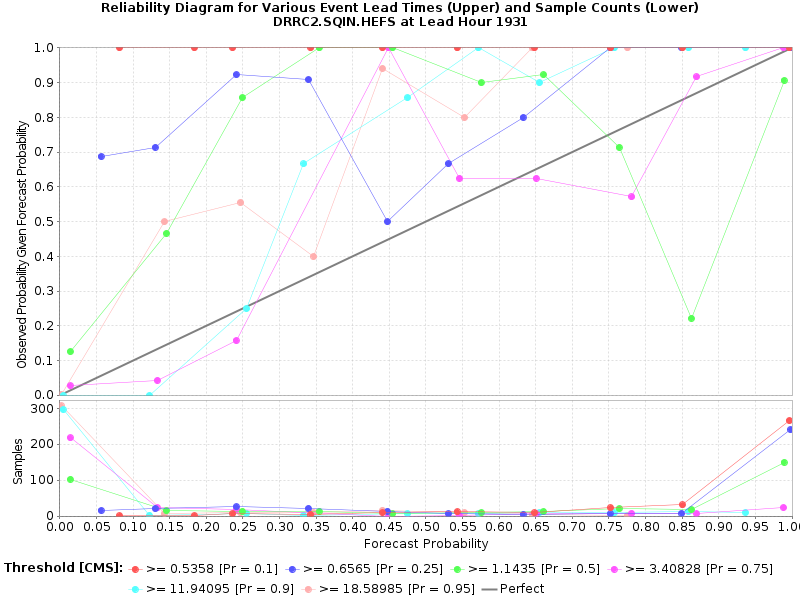 Reliability Diagram for Various Event Lead Times (Upper) and Sample Counts (Lower)
DRRC2.SQIN.HEFS at Lead Hour 1931
Observed Probability Given Forecast Probability
1.0
0.9
0.8
0.7
0.6
0.5
0.4
0.3
0.2
0.1
0.0
Samples
300
200
100
0
0.00 0.05 0.10 0.15 0.20 0.25 0.30 0.35 0.40 0.45 0.50 0.55 0.60 0.65 0.70 0.75 0.80 0.85 0.90 0.95 1.0
Forecast Probability
Threshold [CMS]: >= 0.5358 [Pr = 0.1] >= 0.6565 [Pr = 0.25] >= 1.1435 [Pr = 0.5] >= 3.40828 [Pr = 0.75]
>= 11.94095 [Pr = 0.9] >= 18.58985 [Pr = 0.95] Perfect